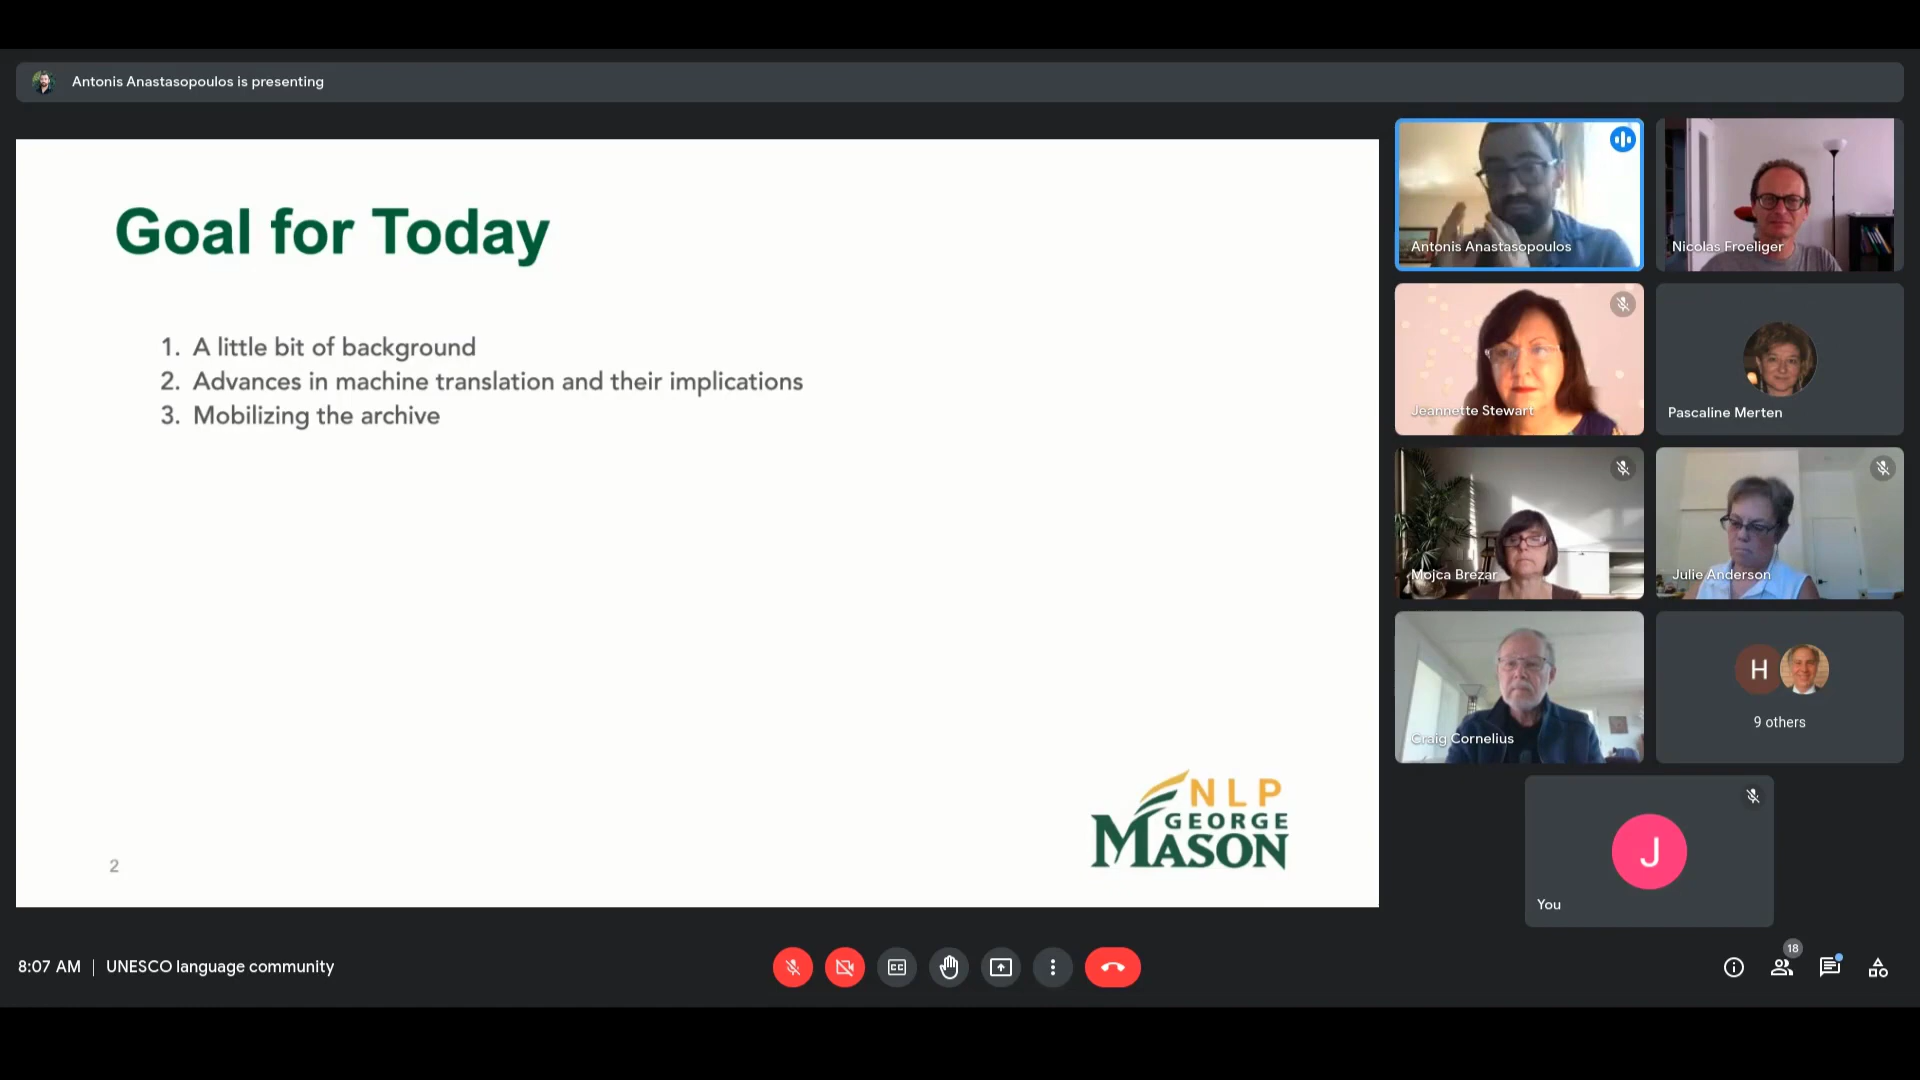 Antonis Anastasopoulos is presenting
Goal for Today
1. A little bit of background
2. Advances in machine translation and their implications
3. Mobilizing the archive
NLP
GEORGE
MASON
2
Antonis Anastasopoulos
Nicolas Froeliger
Jeannette Stewart
Pascaline Merten
Mojca Brezar
Julie Anderson
Craig Cornelius
H
9 others
J
You
8:07 AM | UNESCO language community
CC
18